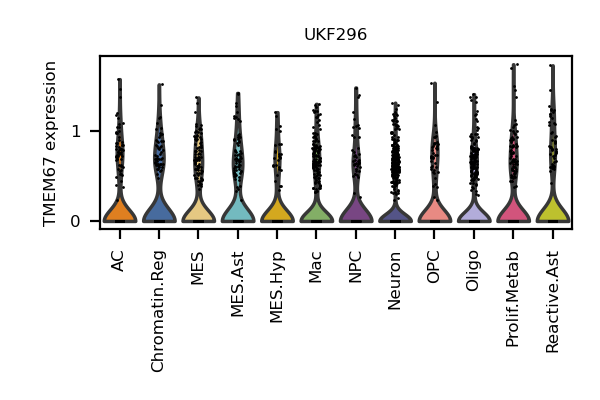 UKF296
TMEM67 expression
1
0
AC
Chromatin.Reg
MES
MES.Ast
MES.Hyp
Mac
NPC
Neuron
OPC
Oligo
Prolif.Metab
Reactive.Ast